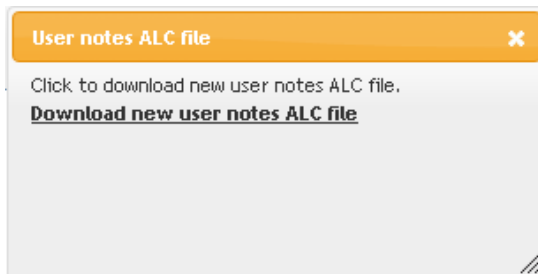 User notes ALC file
Click to download new user notes ALC file.
Download new user notes ALC file